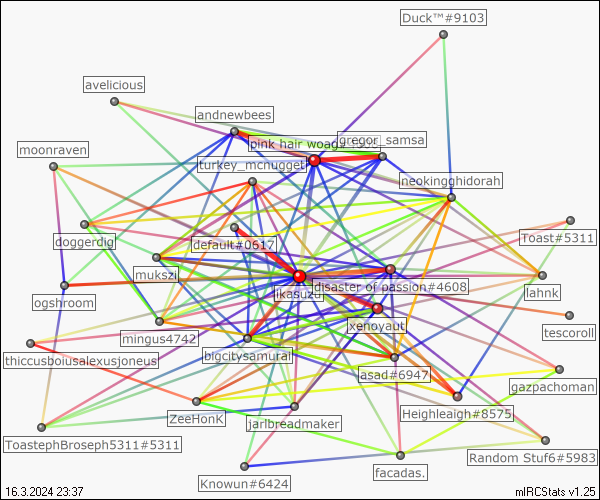 Duck™#9103
avelicious
andnewbees
pink hair woads
gregor_samsa
moonraven
turkey_mcnugget
neokingghidorah
doggerdig
default#0617
Toast#5311
mukszi
disaster of passion#4608
lahnk
ogshroom
ikasuzu
xenoyaut
tescoroll
mingus4742
bigcitysamurai
thiccusboiusalexusjoneus
asad#6947
gazpachoman
ZeeHonk
jarlbreadmaker
Heighleaigh#8575
ToastephBroseph5311#5311
Random Stuf6#5983
Knowun#6424
facadas.
16.3.2024 23:37
mIRCStats v1.25